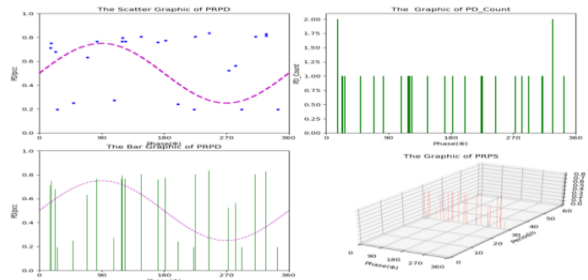 The Scatter Graphic of PRPD
1.0
0.8
0.6
0.4
0.2
0.0
PD/pc
0 90 180 270 360
Phase(Φ)
The Graphic of PD_Count
2.00
1.75
1.50
1.25
1.00
0.75
0.50
0.25
0.00
PD_Count
0 90 180 270 360
Phase(Φ)
The Bar Graphic of PRPD
1.0
0.8
0.6
0.4
0.2
0.0
0 90 180 270 360
Phase(Φ)
The Graphic of PRPS
0 90 180 270 360
Phase(Φ)
0 10 20 30 40 50 60